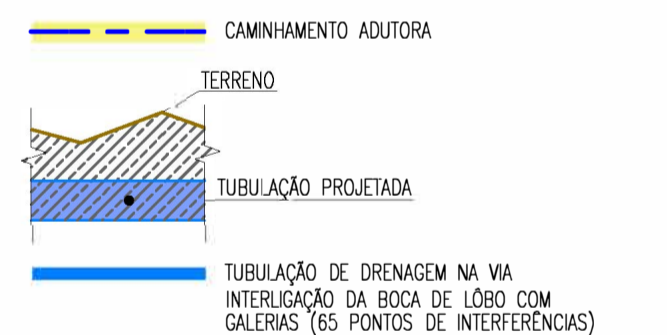 CAMINHAMENTO ADUTORA
TERRENO
TUBULAÇÃO PROJETADA
TUBULAÇÃO DE DRENAGEM NA VIA
INTERLIGAÇÃO DA BOCA DE LÔBO COM
GALERIAS (65 PONTOS DE INTERFERÊNCIAS)